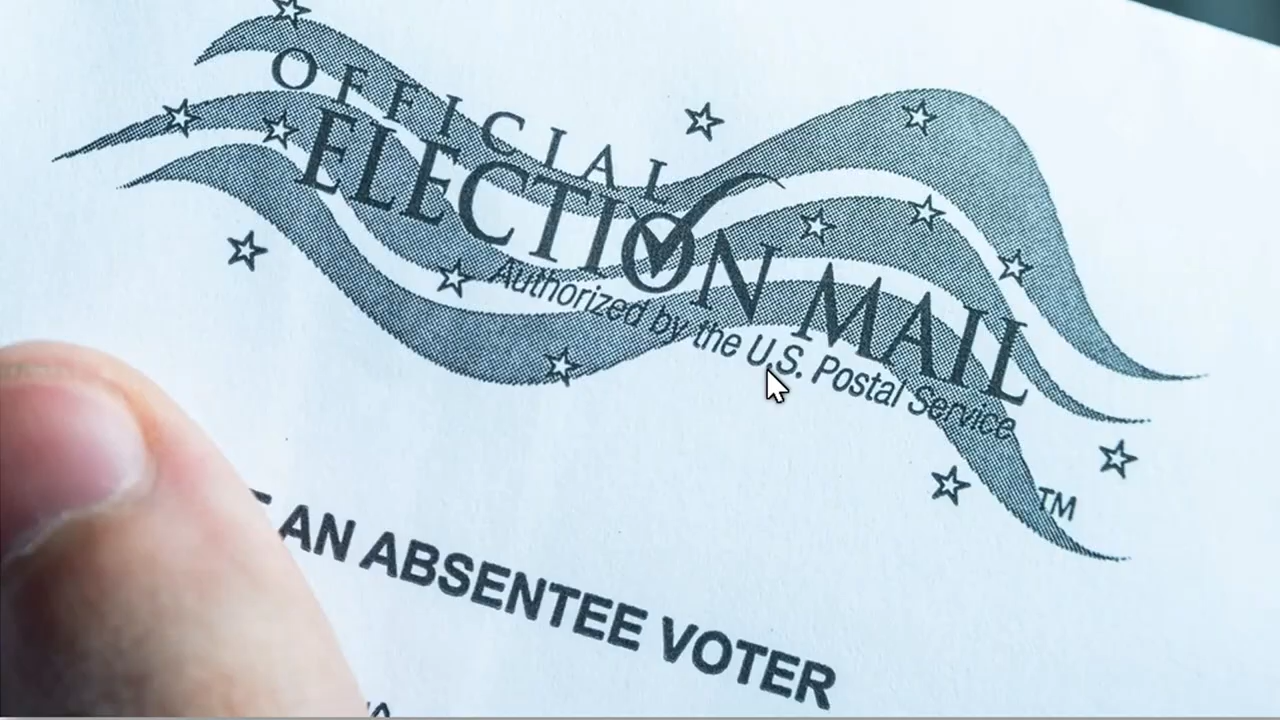 OFFICIAL
ELECTION MAIL
Authorized by the U.S. Postal Service
TM
AN ABSENTEE VOTER